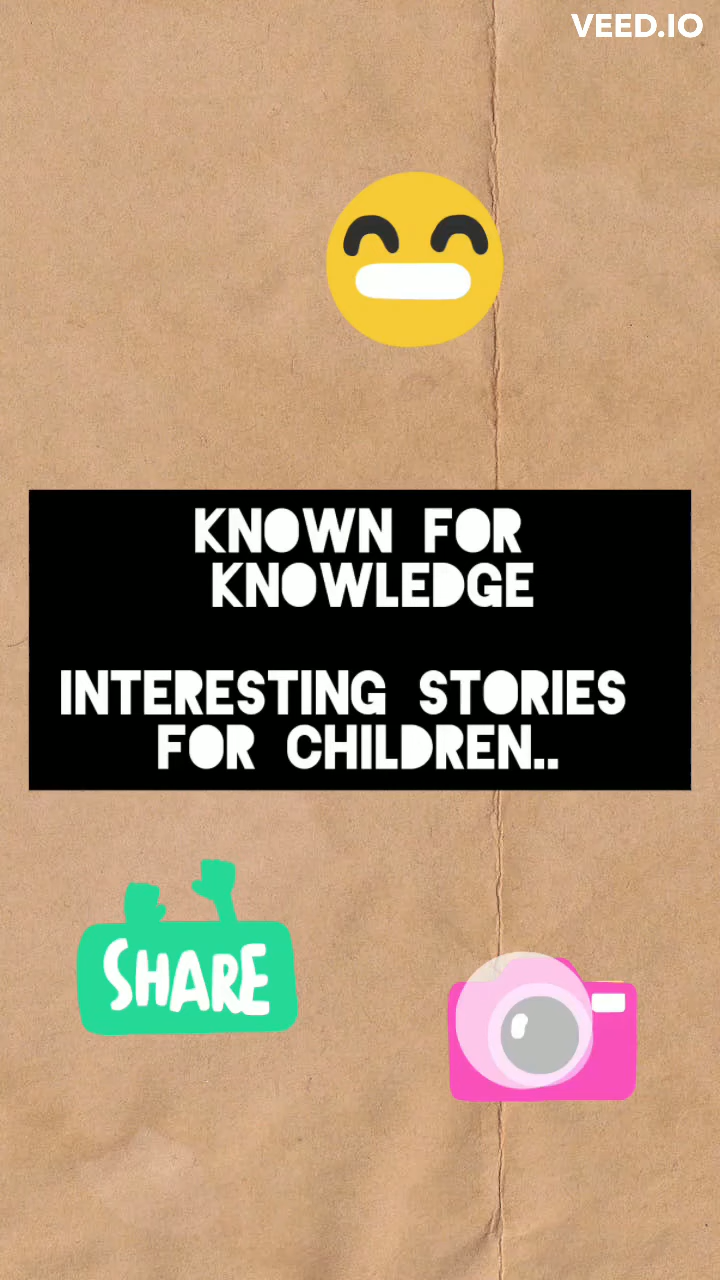 VEED.IO
KNOWN FOR
KNOWLEDGE
INTERESTING STORIES
FOR CHILDREN..
SHARE